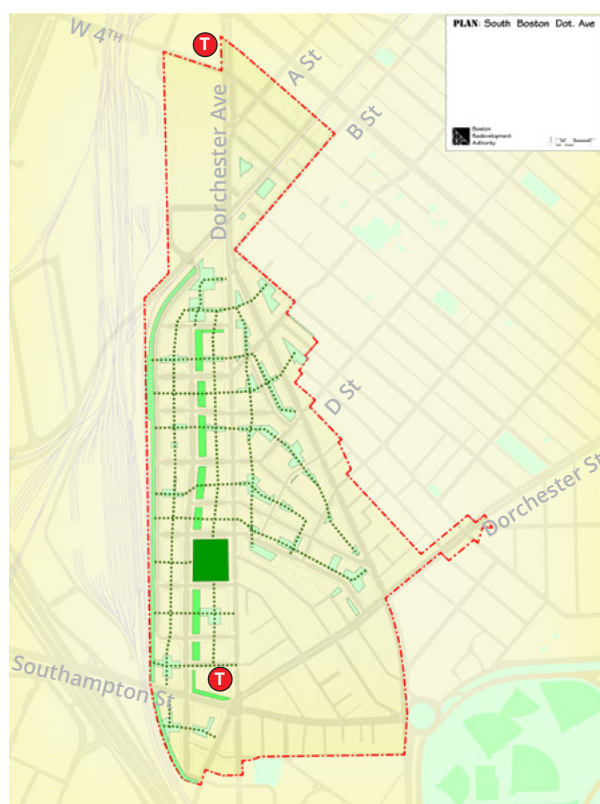 PLAN: South Boston Dot. Ave
W 4TH
T
A St
B St
Dorchester Ave
Boston
Redevelopment
Authority
D St
Dorchester St
Southampton St
T